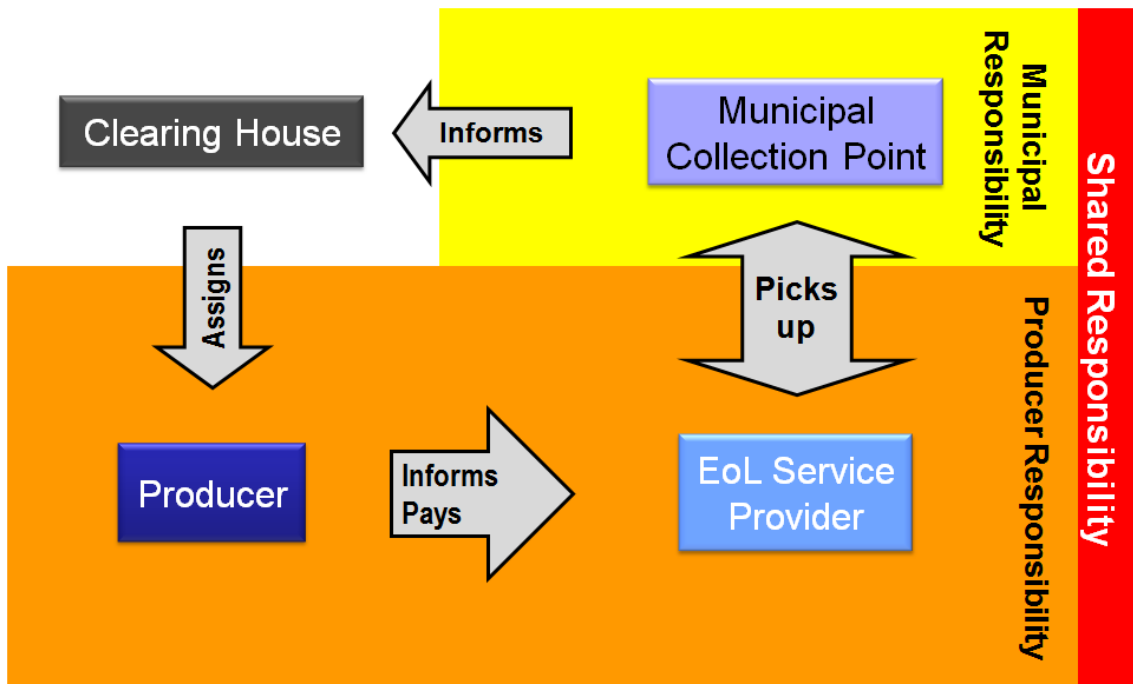 Clearing House
Informs
Municipal
Collection Point
Municipal
Responsibility
Assigns
Picks
up
Producer
Informs
Pays
EoL Service
Provider
Producer Responsibility
Shared Responsibility